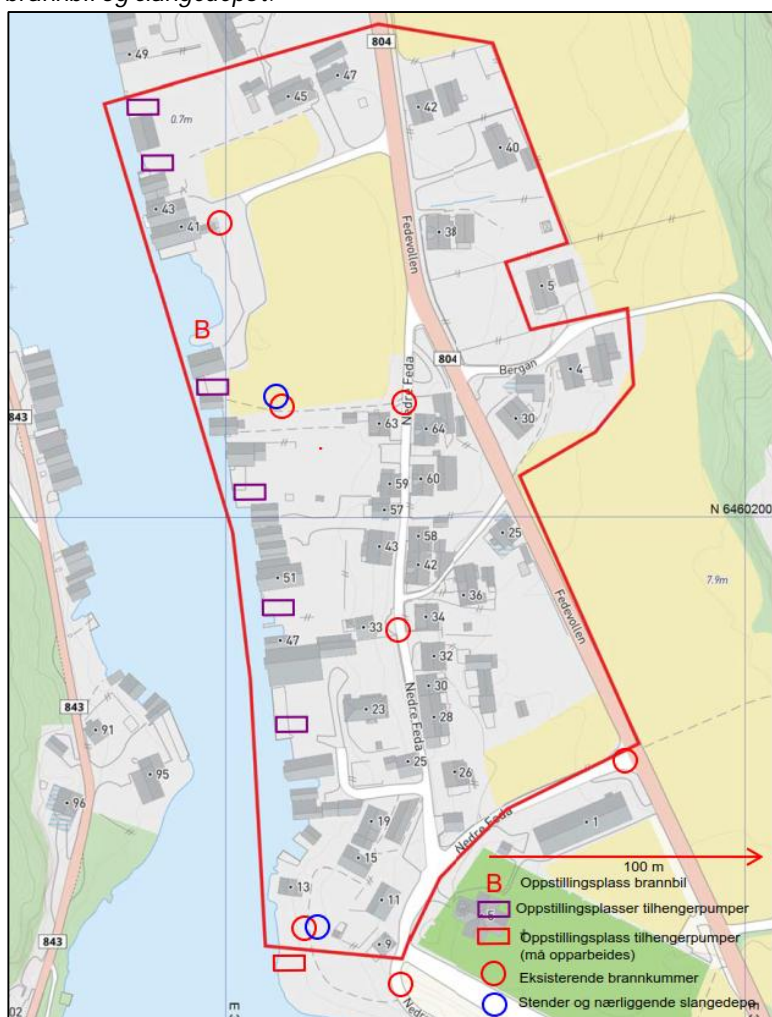 brannbil og slangedepot.
804
49
47
45
42
0.7m
40
43
41
Fedevollen
38
5
B
804
Bergan
4
843
Nedre Feda
30
63
64
59
60
57
N 6460200
58
25
43
42
51
7.9m
36
33
34
Fedevollen
47
32
30
843
23
Nedre Feda
28
91
25
26
95
96
19
Nedre Feda
1
15
13
100 m
11
B Oppstillingsplass brannbil
Oppstillingsplasser tilhengerpumper
6
9
Oppstillingsplass tilhengerpumper
(må opparbeides)
843
Eksisterende brannkummer
Stender og nærliggende slangedepo